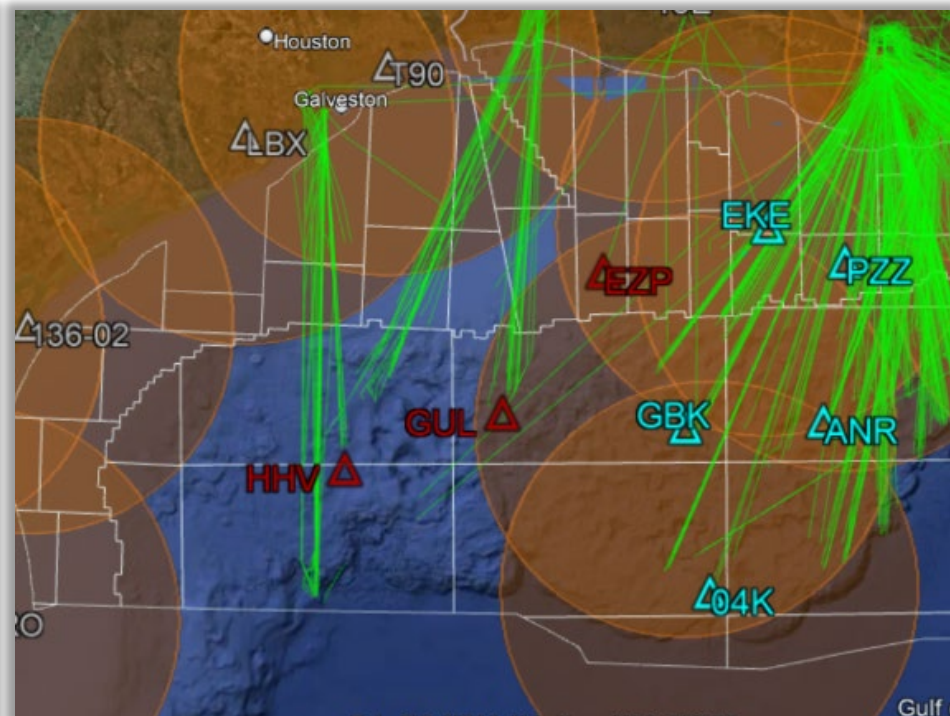 Houston
T90
Galveston
LBX
EKE
PZZ
EZP
136-02
GUL
GBK
ANR
HHV
04K
Gulf